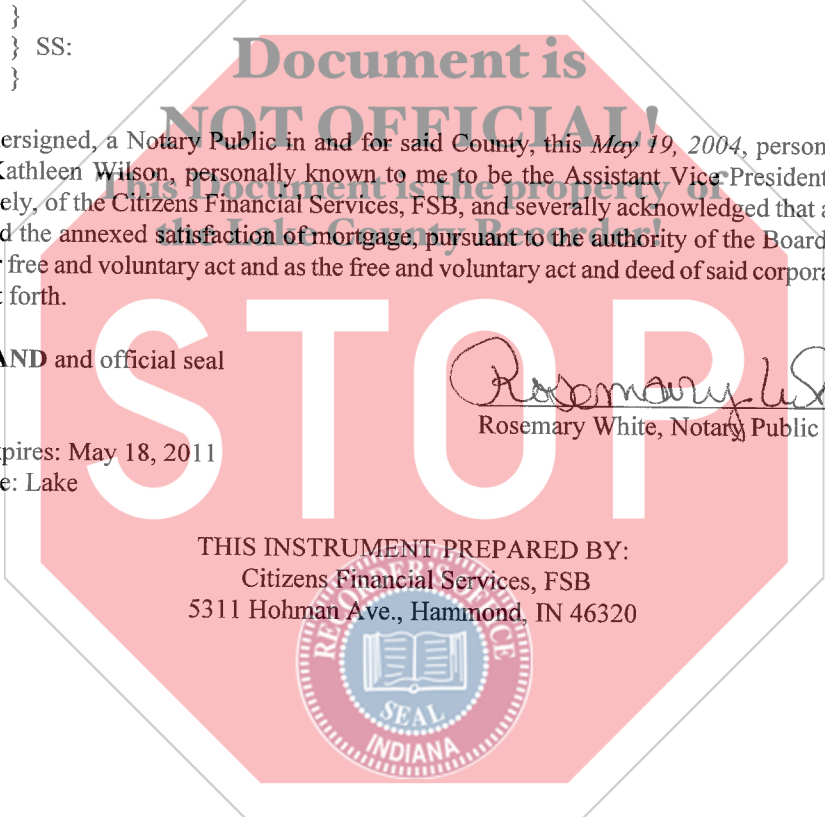 }
} SS:
}
Document is
NOT OFFICIAL!
This Document is the property of
the Lake County Recorder!
ersigned, a Notary Public in and for said County, this May 19, 2004, person
Kathleen Wilson, personally known to me to be the Assistant Vice-President
ely, of the Citizens Financial Services, FSB, and severally acknowledged that a
d the annexed satisfaction of mortgage, pursuant to the authority of the Board
r free and voluntary act and as the free and voluntary act and deed of said corpora
t forth.
STOP
AND and official seal
Rosemary Wh
Rosemary White, Notary Public
pires: May 18, 2011
e: Lake
THIS INSTRUMENT PREPARED BY:
Citizens Financial Services, FSB
5311 Hohman Ave., Hammond, IN 46320
RECORDER'S OFFICE
SEAL
INDIANA